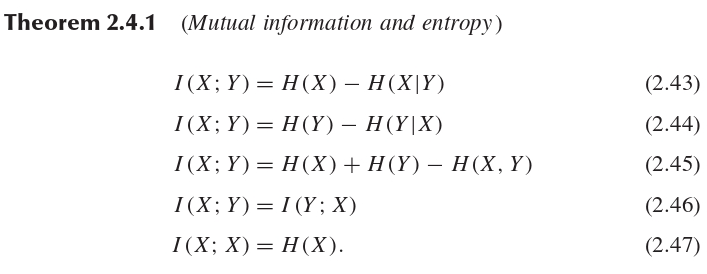 Theorem 2.4.1 (Mutual information and entropy)
I(X; Y) = H(X) − H(X|Y) (2.43)
I(X; Y) = H(Y) − H(Y|X) (2.44)
I(X; Y) = H(X) + H(Y) − H(X, Y) (2.45)
I(X; Y) = I(Y; X) (2.46)
I(X; X) = H(X). (2.47)